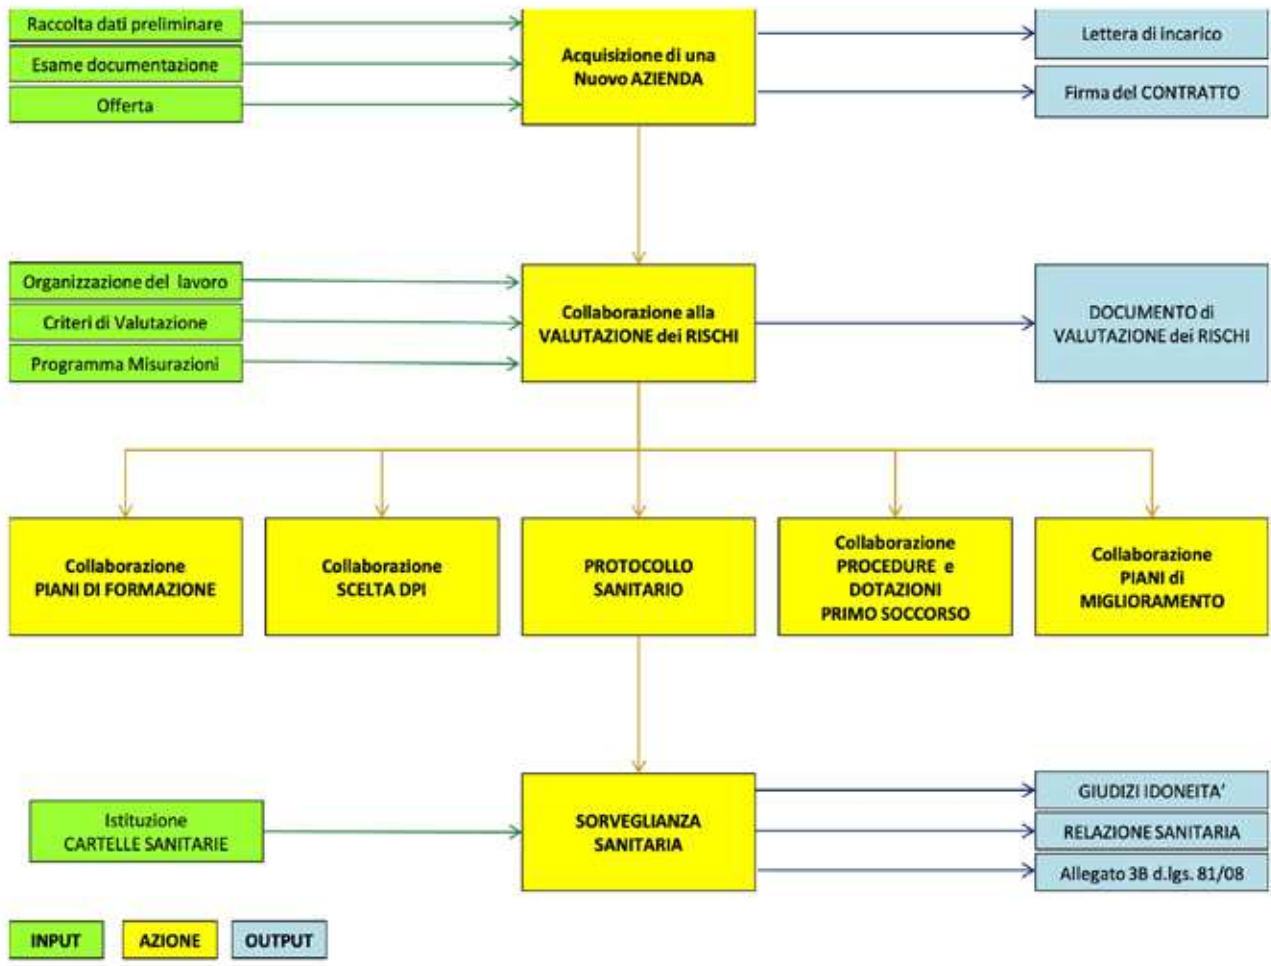 Raccolta dati preliminare
Esame documentazione
Offerta
Acquisizione di una
Nuovo AZIENDA
Lettera di incarico
Firma del CONTRATTO
Organizzazione del lavoro
Criteri di Valutazione
Programma Misurazioni
Collaborazione alla
VALUTAZIONE dei RISCHI
DOCUMENTO di
VALUTAZIONE dei RISCHI
Collaborazione
PIANI DI FORMAZIONE
Collaborazione
SCELTA DPI
PROTOCOLLO
SANITARIO
Collaborazione
PROCEDURE e
DOTAZIONI
PRIMO SOCCORSO
Collaborazione
PIANI di
MIGLIORAMENTO
Istituzione
CARTELLE SANITARIE
SORVEGLIANZA
SANITARIA
GIUDIZI IDONEITA'
RELAZIONE SANITARIA
Allegato 3B d.lgs. 81/08
INPUT
AZIONE
OUTPUT